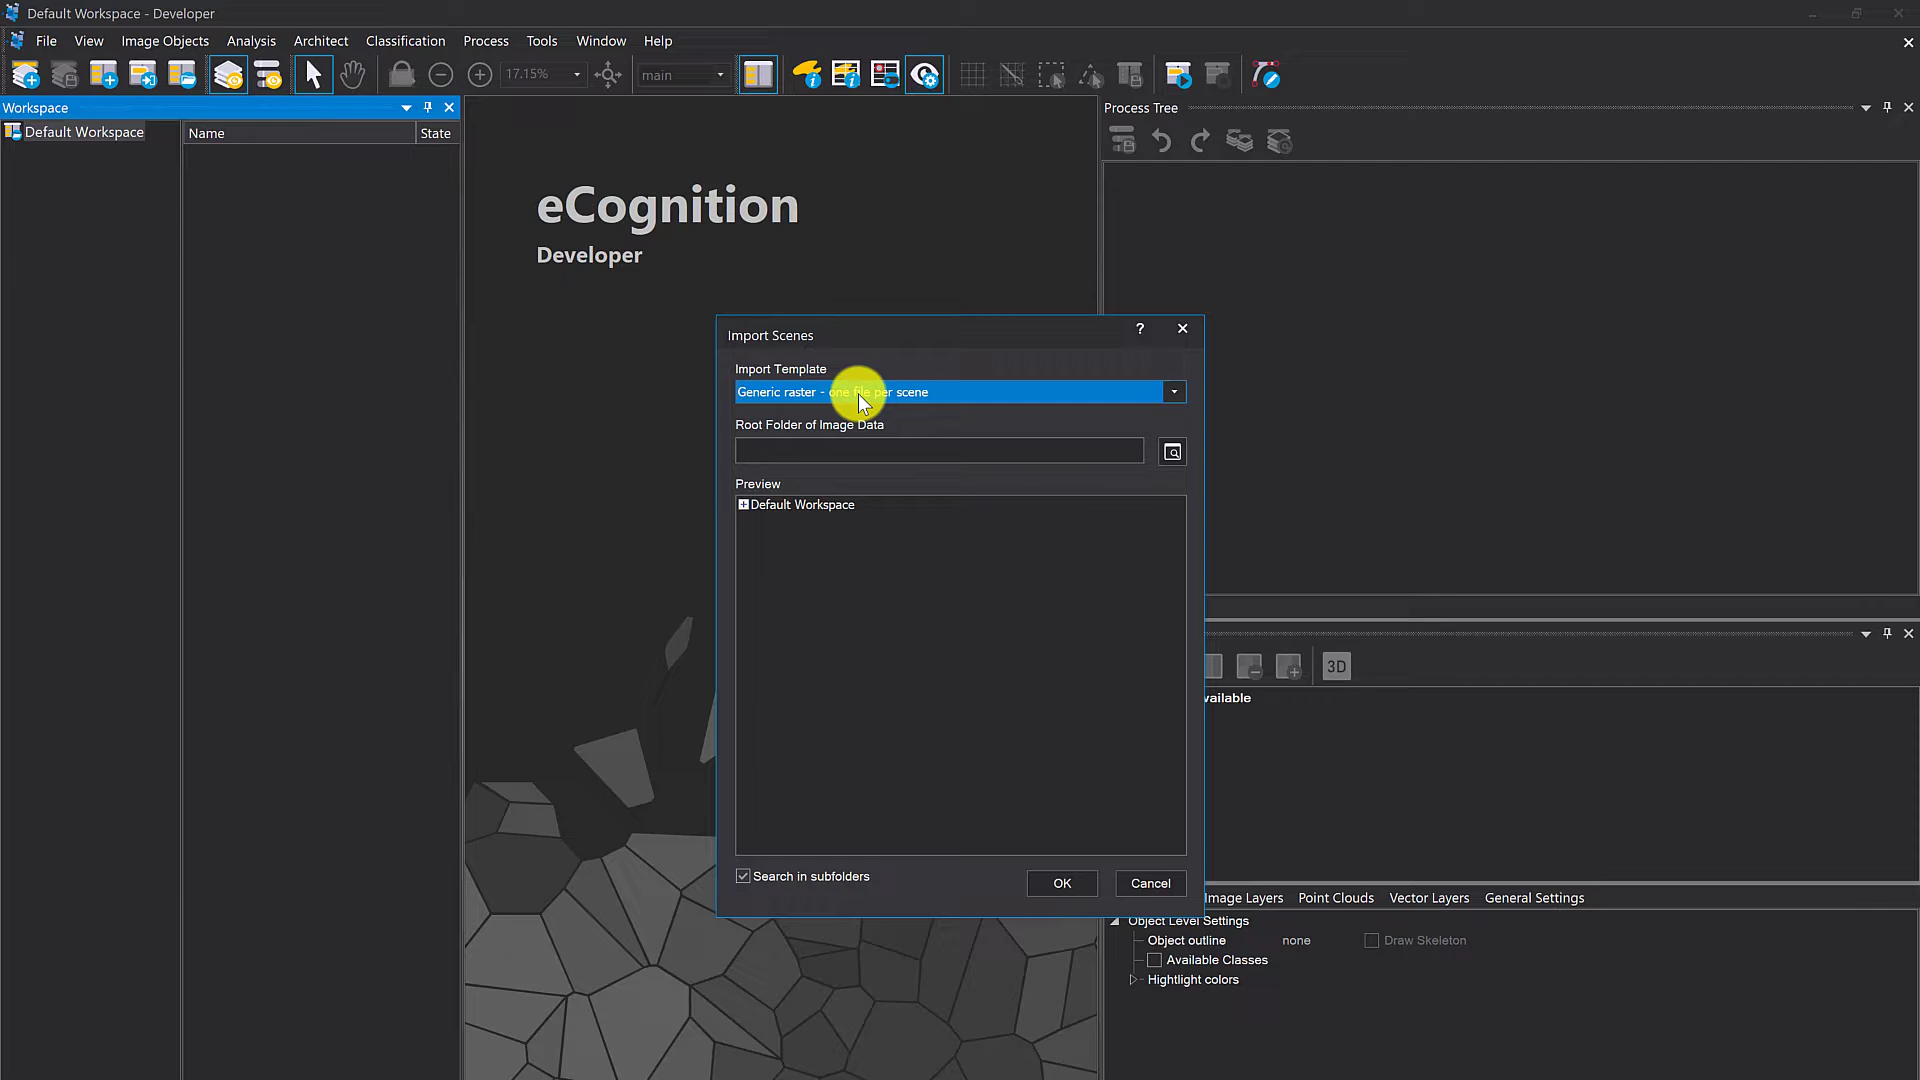 Default Workspace - Developer
File View Image Objects Analysis Architect Classification Process Tools Window Help
17.15% main
Workspace
Process Tree
Default Workspace
Name State
eCognition
Developer
Import Scenes ?
Import Template
Generic raster - one file per scene
Root Folder of Image Data
Preview
Default Workspace
3D
vailable
Search in subfolders
OK Cancel
Image Layers Point Clouds Vector Layers General Settings
Object Level Settings
Object outline none Draw Skeleton
Available Classes
Hightlight colors